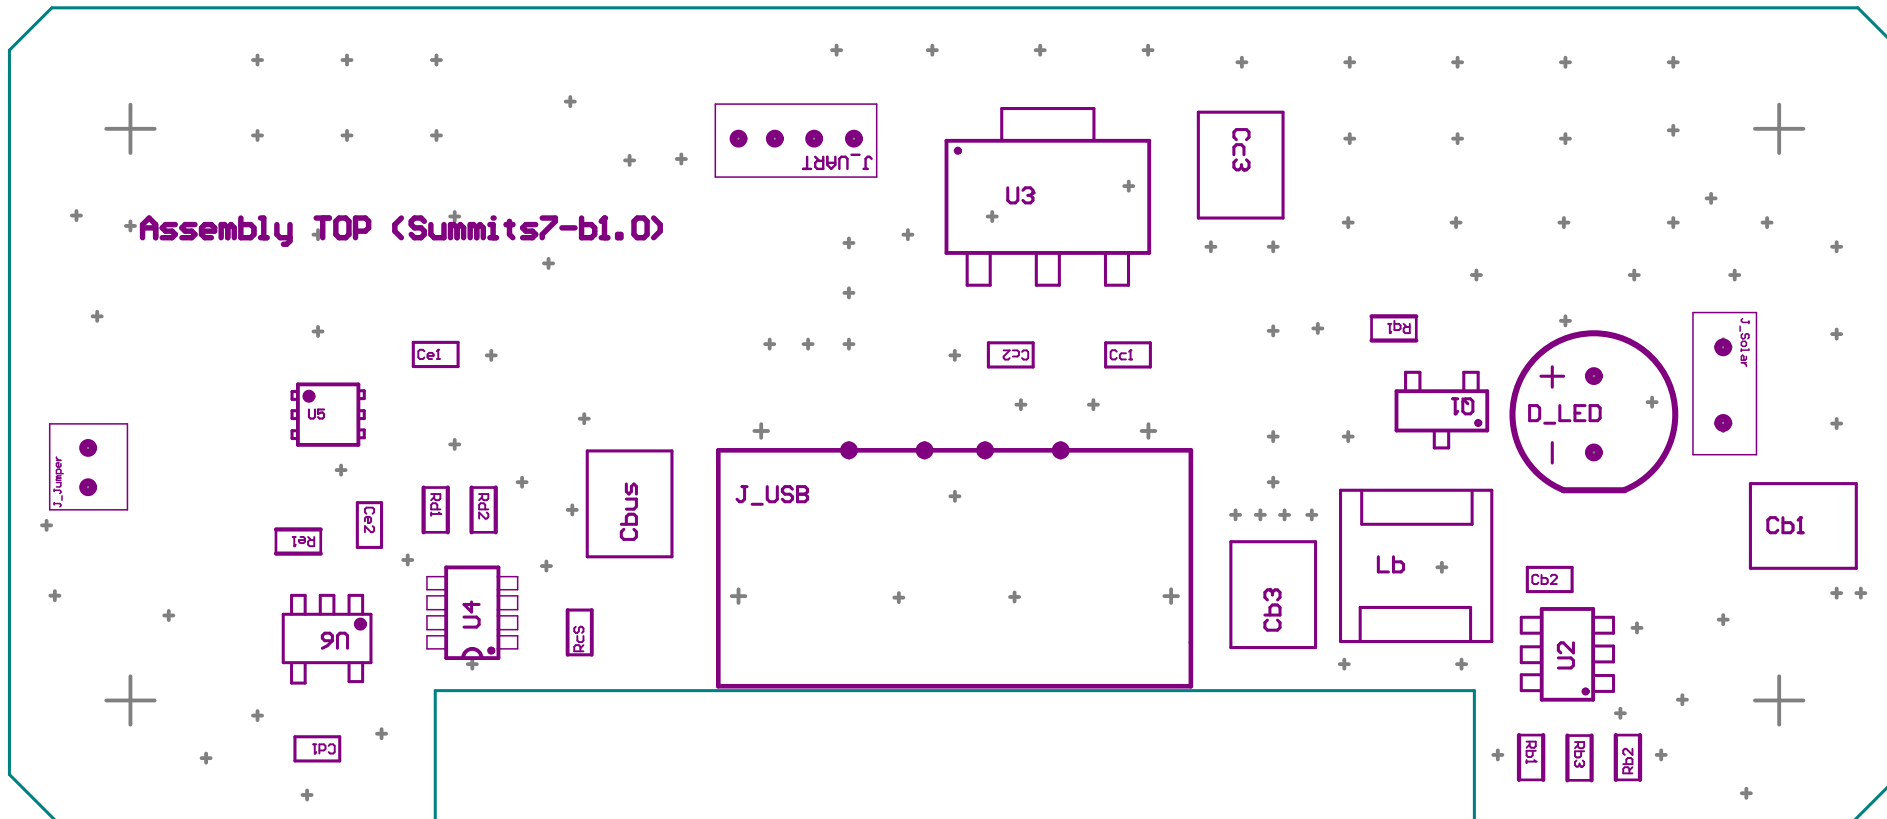 J_UART
Cc3
U3
Assembly TOP (Summits7-b1.0)
Rq1
J_Solar
Ce1
Cc2
Cc1
U5
Q1
D_LED
J_Jumper
J_USB
Rd1
Rd2
Cbus
Ce2
Cb1
Re1
Lb
Cb2
U4
Cb3
U6
RcS
U2
Cd1
Rb1
Rb3
Rb2